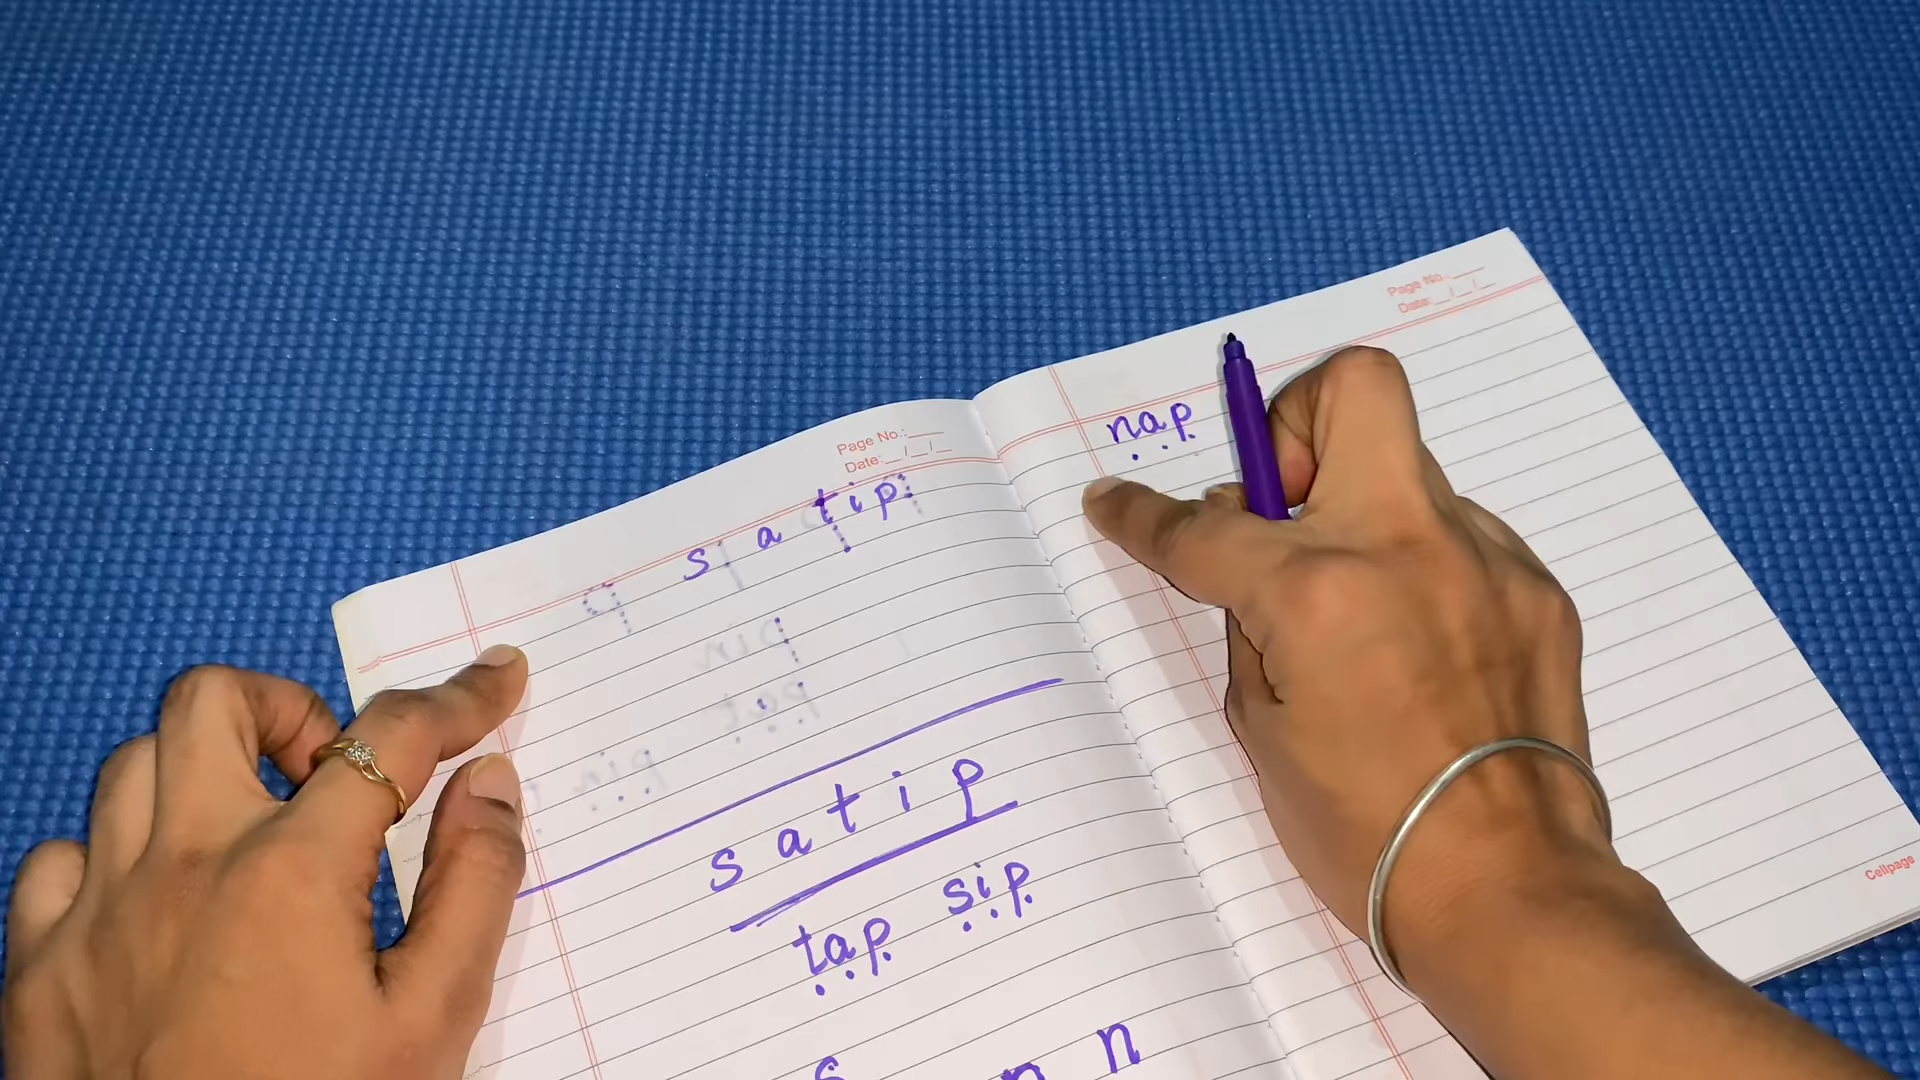 Page No.:
Date: _/_/_
s a t i p
s a t i p
tap sip
n
Page No.
Date: _/_/_
nap
Cellpage